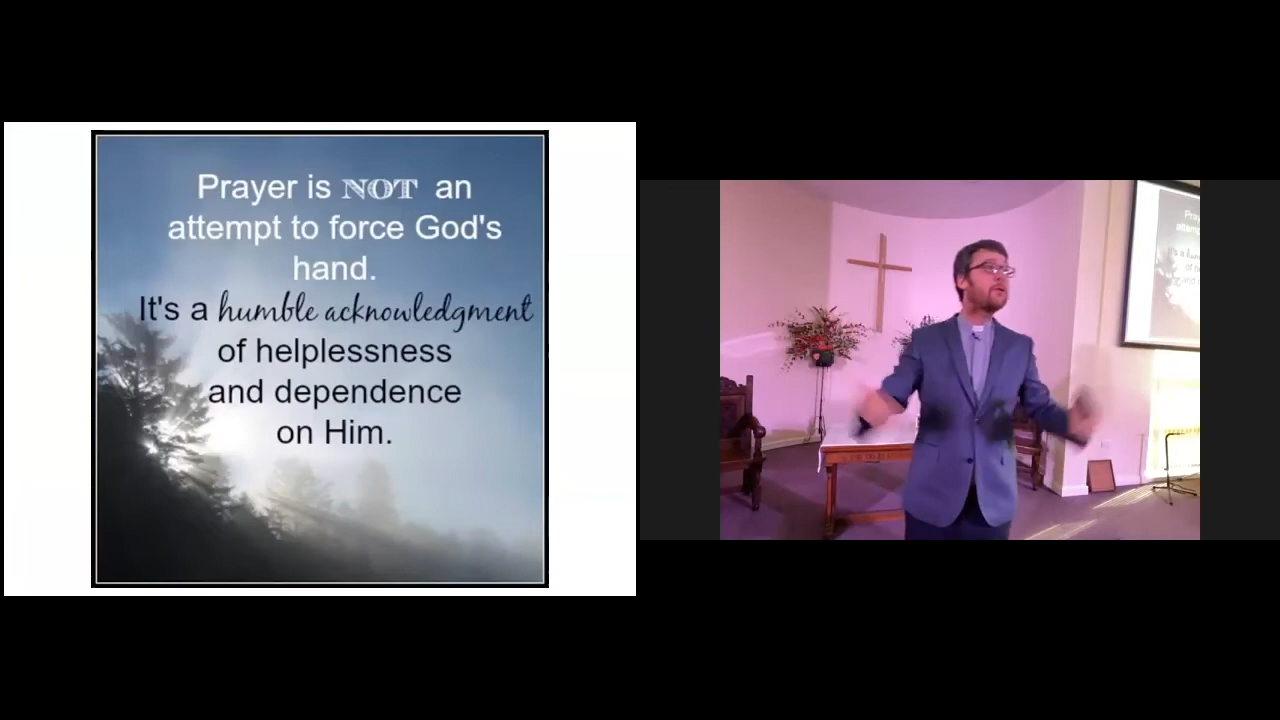 Prayer is NOT an
attempt to force God's
hand.
It's a humble acknowledgment
of helplessness
and dependence
on Him.